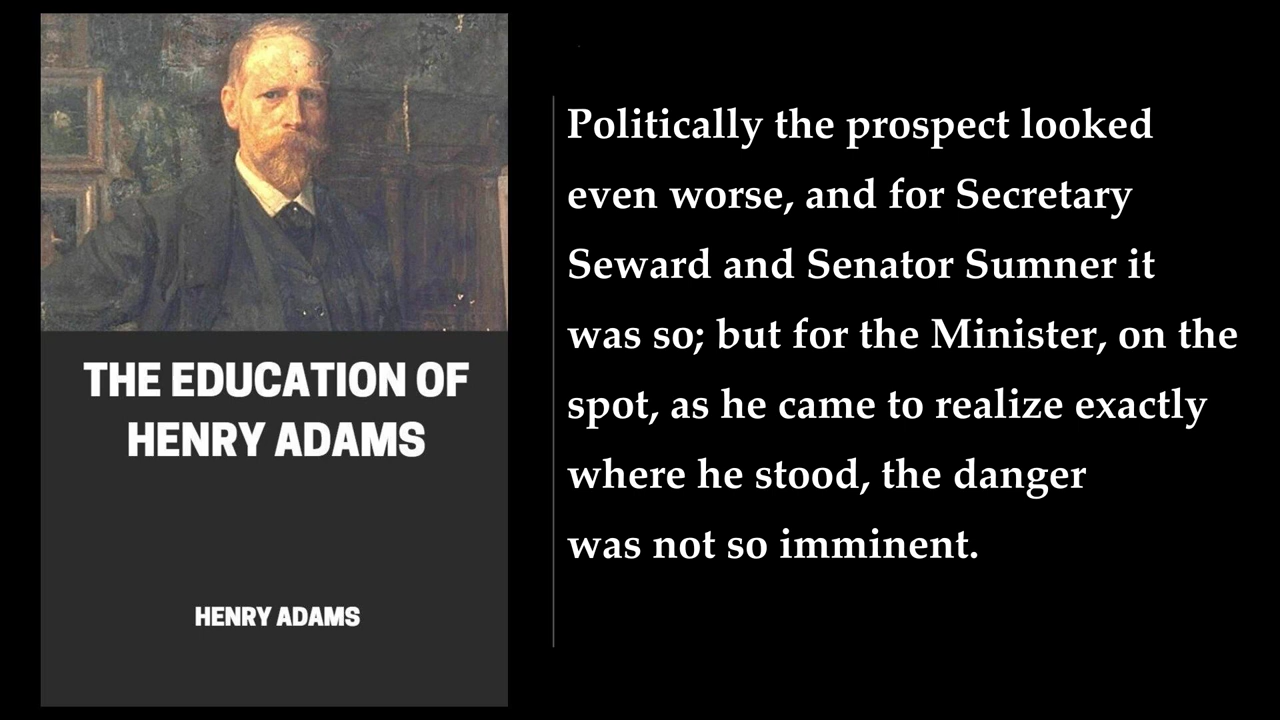 THE EDUCATION OF
HENRY ADAMS
HENRY ADAMS
Politically the prospect looked
even worse, and for Secretary
Seward and Senator Sumner it
was so; but for the Minister, on the
spot, as he came to realize exactly
where he stood, the danger
was not so imminent.